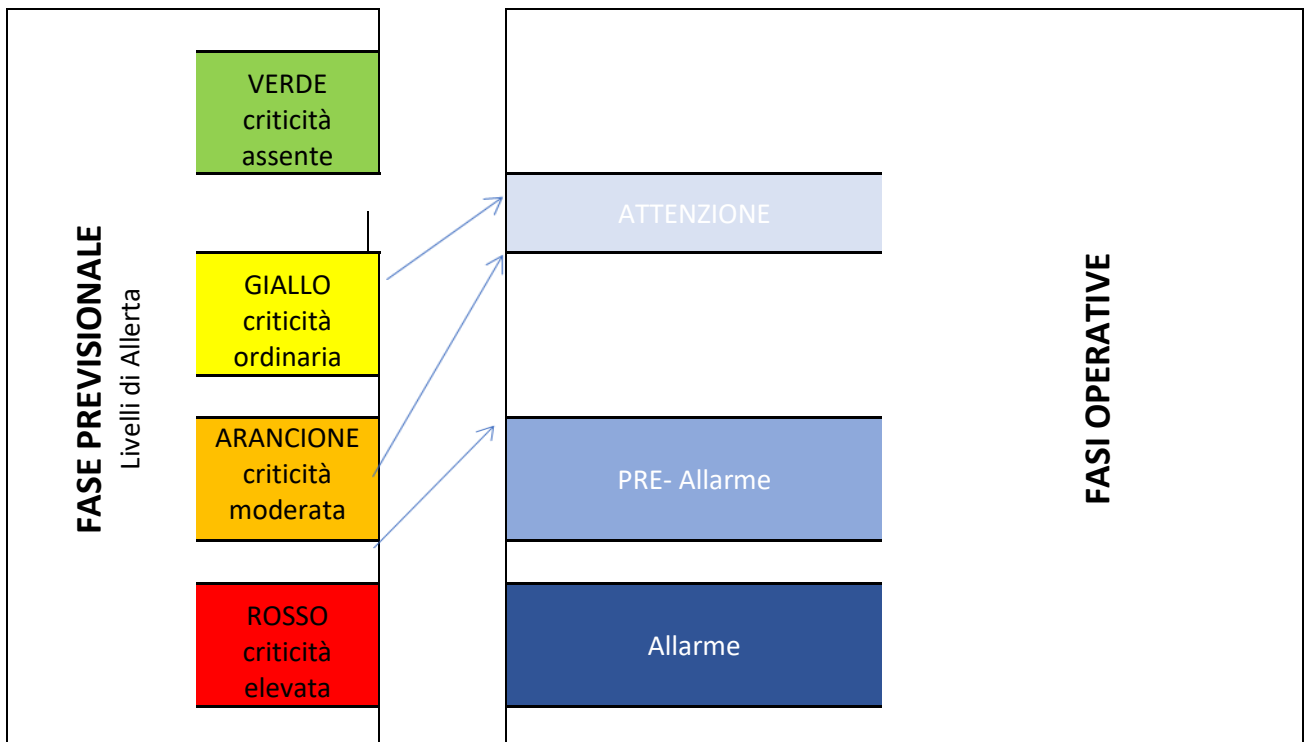 FASE PREVISIONALE
Livelli di Allerta
VERDE
criticità
assente
GIALLO
criticità
ordinaria
ARANCIONE
criticità
moderata
ROSSO
criticità
elevata
ATTENZIONE
PRE- Allarme
Allarme
FASI OPERATIVE